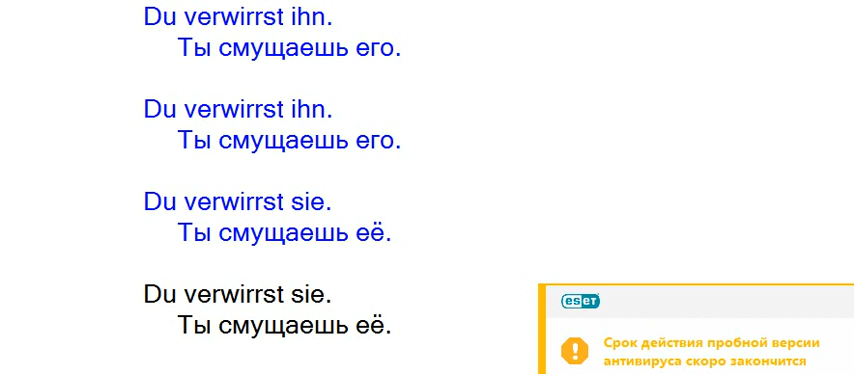 Du verwirrst ihn.
Ты смущаешь его.
Du verwirrst ihn.
Ты смущаешь его.
Du verwirrst sie.
Ты смущаешь её.
Du verwirrst sie.
Ты смущаешь её.
eseT
Срок действия пробной версии
антивируса скоро закончится